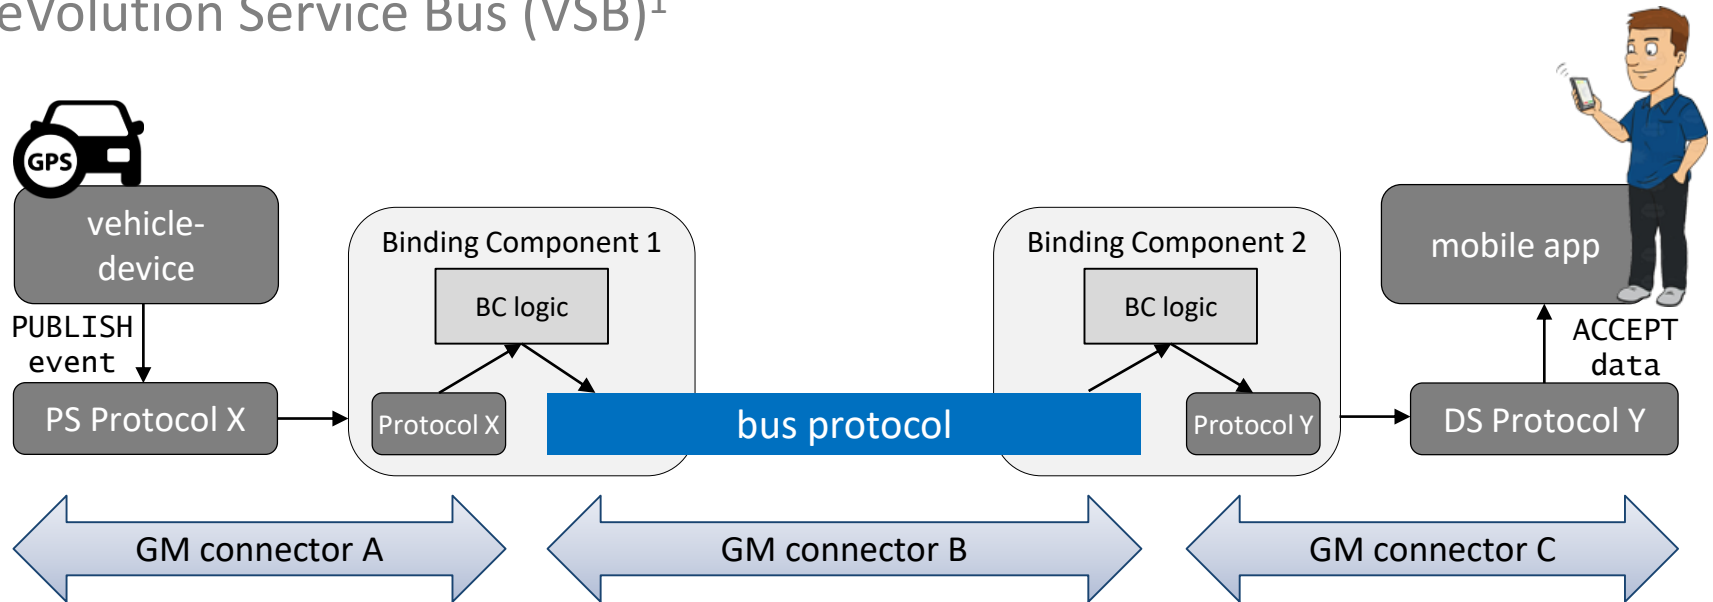 eVolution Service Bus (VSB)1
GPS
vehicle-
device
Binding Component 1
BC logic
Binding Component 2
BC logic
mobile app
PUBLISH
event
ACCEPT
data
PS Protocol X
Protocol X
bus protocol
Protocol Y
DS Protocol Y
GM connector A
GM connector B
GM connector C